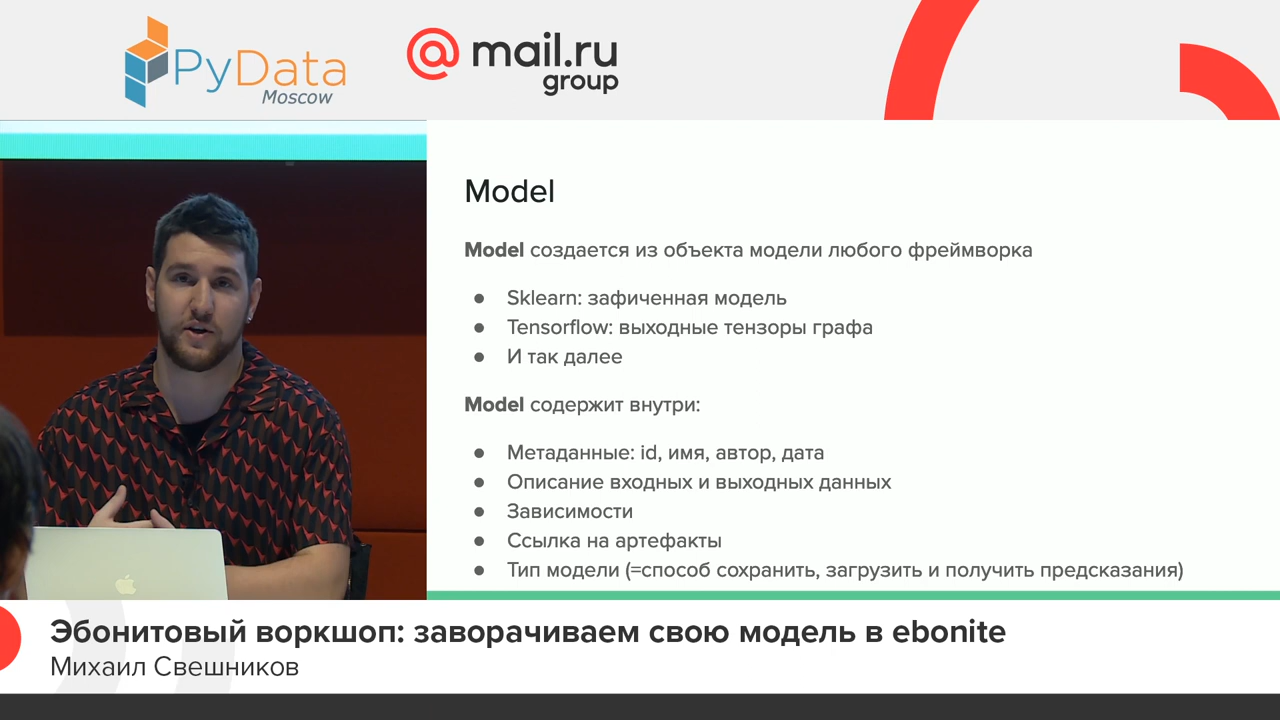 PyData
Moscow
@mail.ru
group
Model
Model создается из объекта модели любого фреймворка
● Sklearn: зафиченная модель
● Tensorflow: выходные тензоры графа
● И так далее
Model содержит внутри:
● Метаданные: id, имя, автор, дата
● Описание входных и выходных данных
● Зависимости
● Ссылка на артефакты
● Тип модели (=способ сохранить, загрузить и получить предсказания)
Эбонитовый воркшоп: заворачиваем свою модель в ebonite
Михаил Свешников